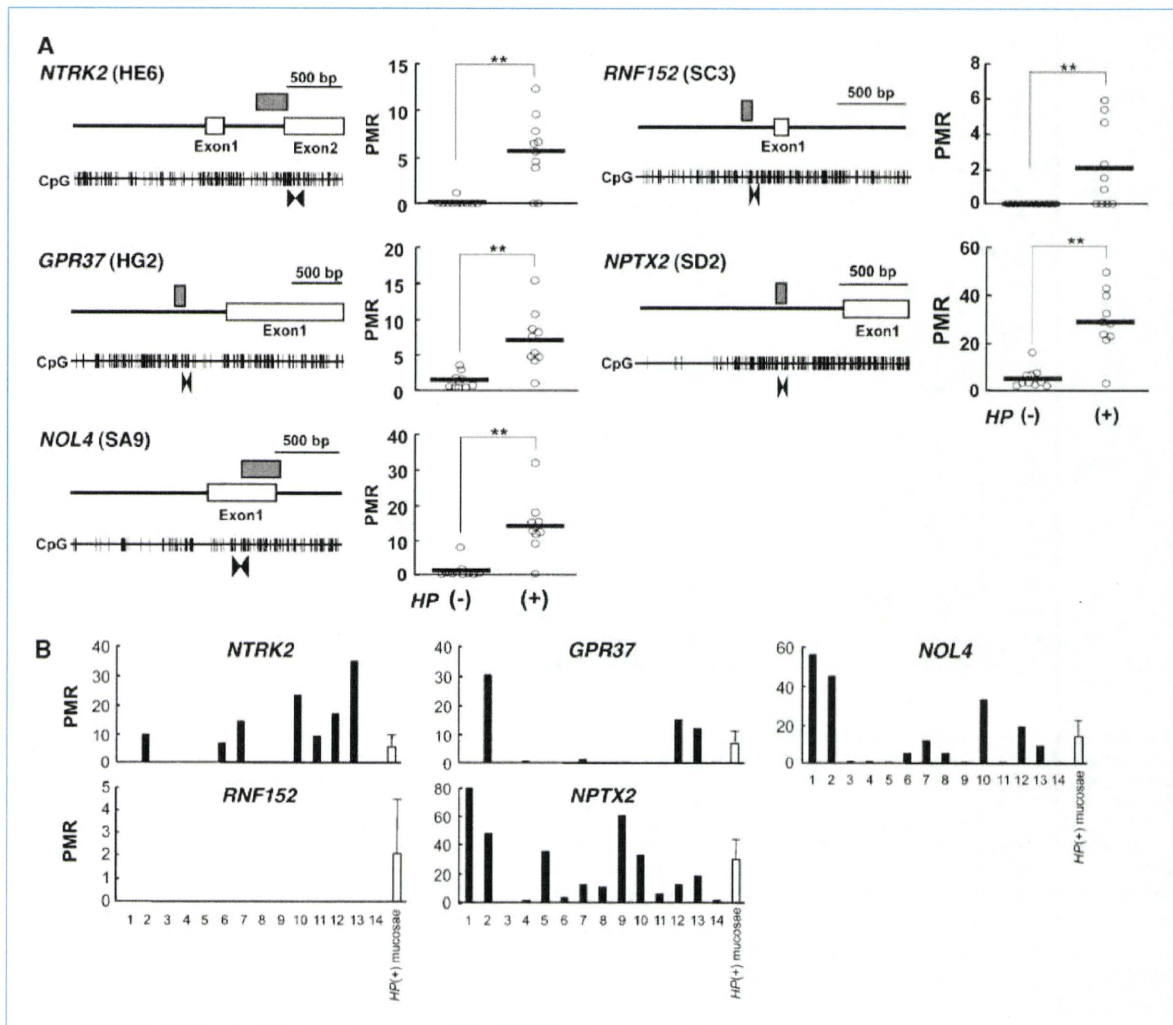 A
NTRK2 (HE6)
500 bp
Exon1
Exon2
CpG
PMR
15
10
5
0
**
RNF152 (SC3)
500 bp
Exon1
CpG
PMR
8
6
4
2
0
**
GPR37 (HG2)
500 bp
Exon1
CpG
PMR
20
15
10
5
0
**
NPTX2 (SD2)
500 bp
Exon1
CpG
PMR
60
40
20
0
**
HP (-) (+)
NOL4 (SA9)
500 bp
Exon1
CpG
PMR
40
30
20
10
0
**
HP (-) (+)
B
NTRK2
PMR
40
30
20
10
0
GPR37
40
30
20
10
0
NOL4
60
40
20
0
1 2 3 4 5 6 7 8 9 10 11 12 13 14
HP(+) mucosae
RNF152
PMR
5
4
3
2
1
0
1 2 3 4 5 6 7 8 9 10 11 12 13 14
HP(+) mucosae
NPTX2
80
60
40
20
0
1 2 3 4 5 6 7 8 9 10 11 12 13 14
HP(+) mucosae